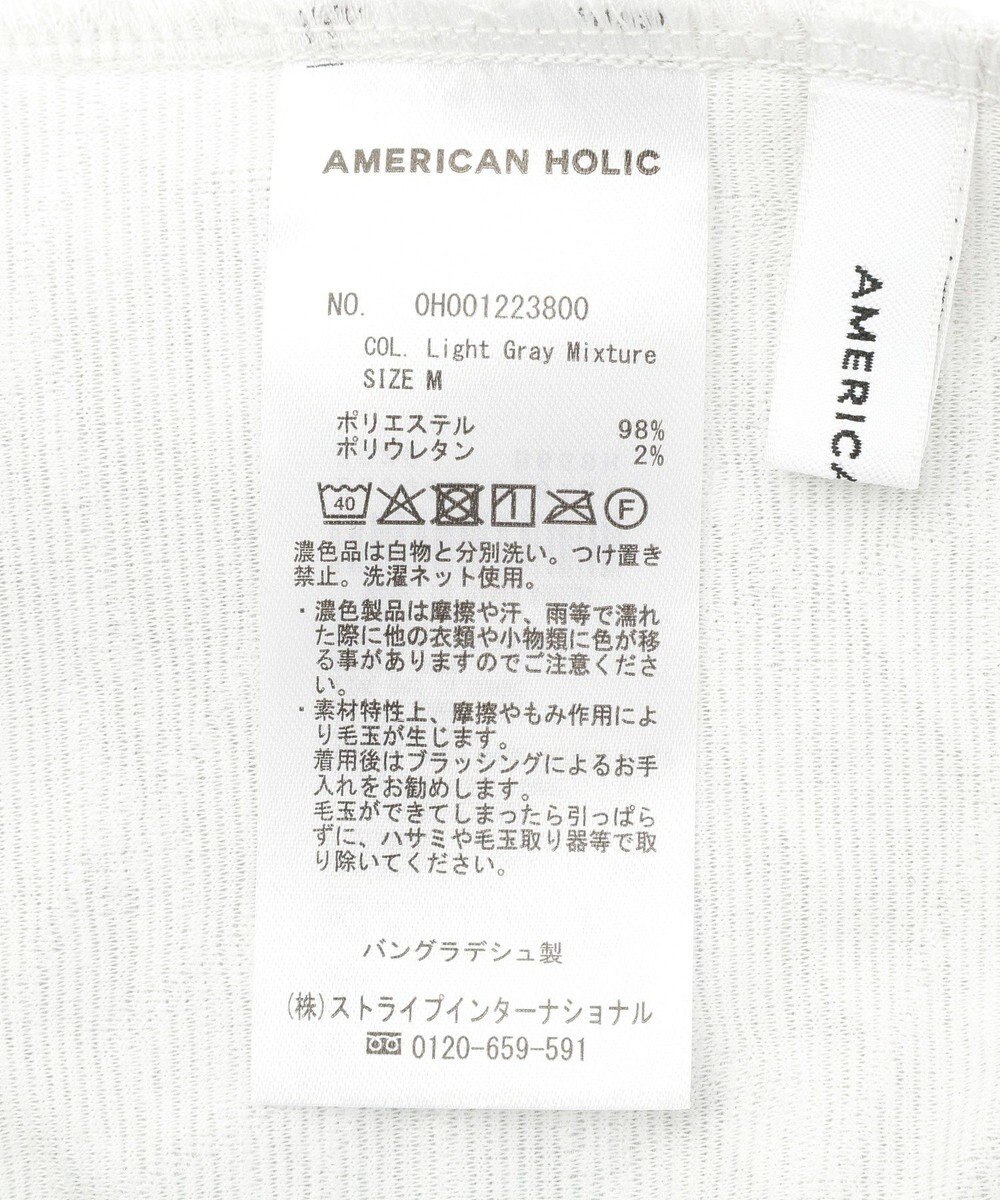 AMERICAN HOLIC
NO. 0H001223800
COL. Light Gray Mixture
SIZE M
ポリエステル 98%
ポリウレタン 2%
40 F
濃色品は白物と分別洗い。つけ置き
禁止。洗濯ネット使用。
・濃色製品は摩擦や汗、雨等で濡れ
た際に他の衣類や小物類に色が移
る事がありますのでご注意くださ
い。
・素材特性上、摩擦やもみ作用によ
り毛玉が生じます。
着用後はブラッシングによるお手
入れをお勧めします。
毛玉ができてしまったら引っぱら
ずに、ハサミや毛玉取り器等で取
り除いてください。
バングラデシュ製
(株)ストライプインターナショナル
0120-659-591
AMERICA